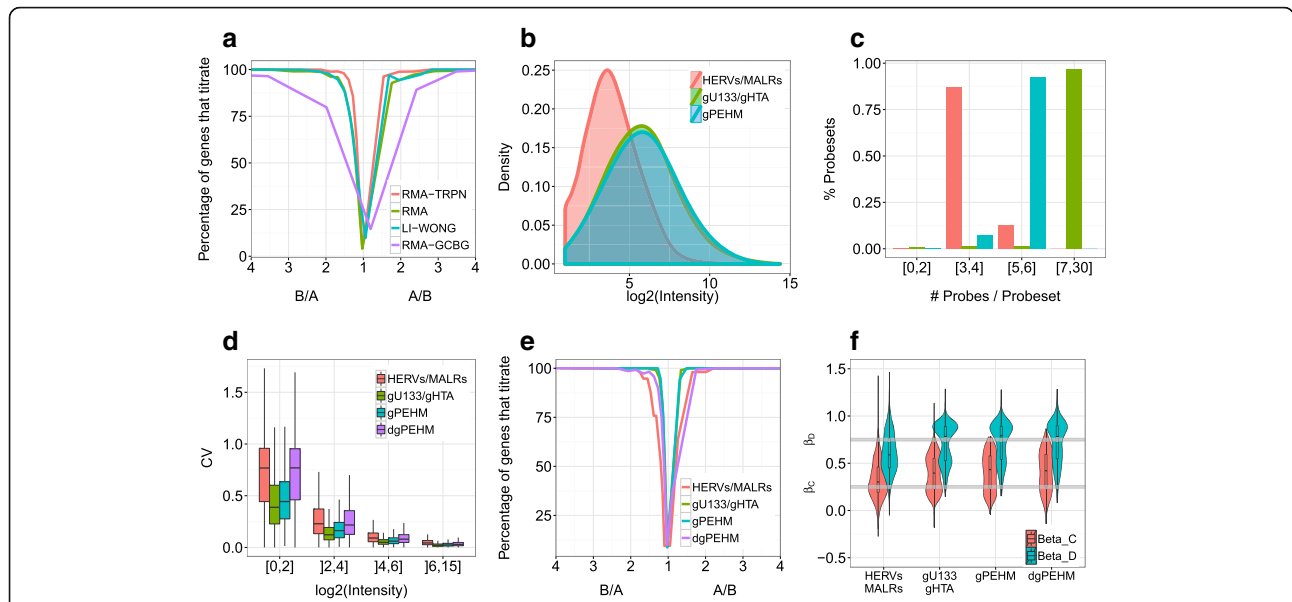 a
Percentage of genes that titrate
100
75
50
25
0
4 3 2 1 2 3 4
B/A A/B
RMA−TRPN
RMA
LI−WONG
RMA−GCBG
b
Density
0.25
0.20
0.15
0.10
0.05
0.00
5 10 15
log2(Intensity)
HERVs/MALRs
gU133/gHTA
gPEHM
c
% Probesets
1.00
0.75
0.50
0.25
0.00
[0,2] [3,4] [5,6] [7,30]
# Probes / Probeset
d
CV
1.5
1.0
0.5
0.0
[0,2] ]2,4] ]4,6] ]6,15]
log2(Intensity)
HERVs/MALRs
gU133/gHTA
gPEHM
dgPEHM
e
Percentage of genes that titrate
100
75
50
25
4 3 2 1 2 3 4
B/A A/B
HERVs/MALRs
gU133/gHTA
gPEHM
dgPEHM
f
βD
βC
1.5
1.0
0.5
0.0
−0.5
HERVs gU133 gPEHM dgPEHM
MALRs gHTA
Beta_C
Beta_D